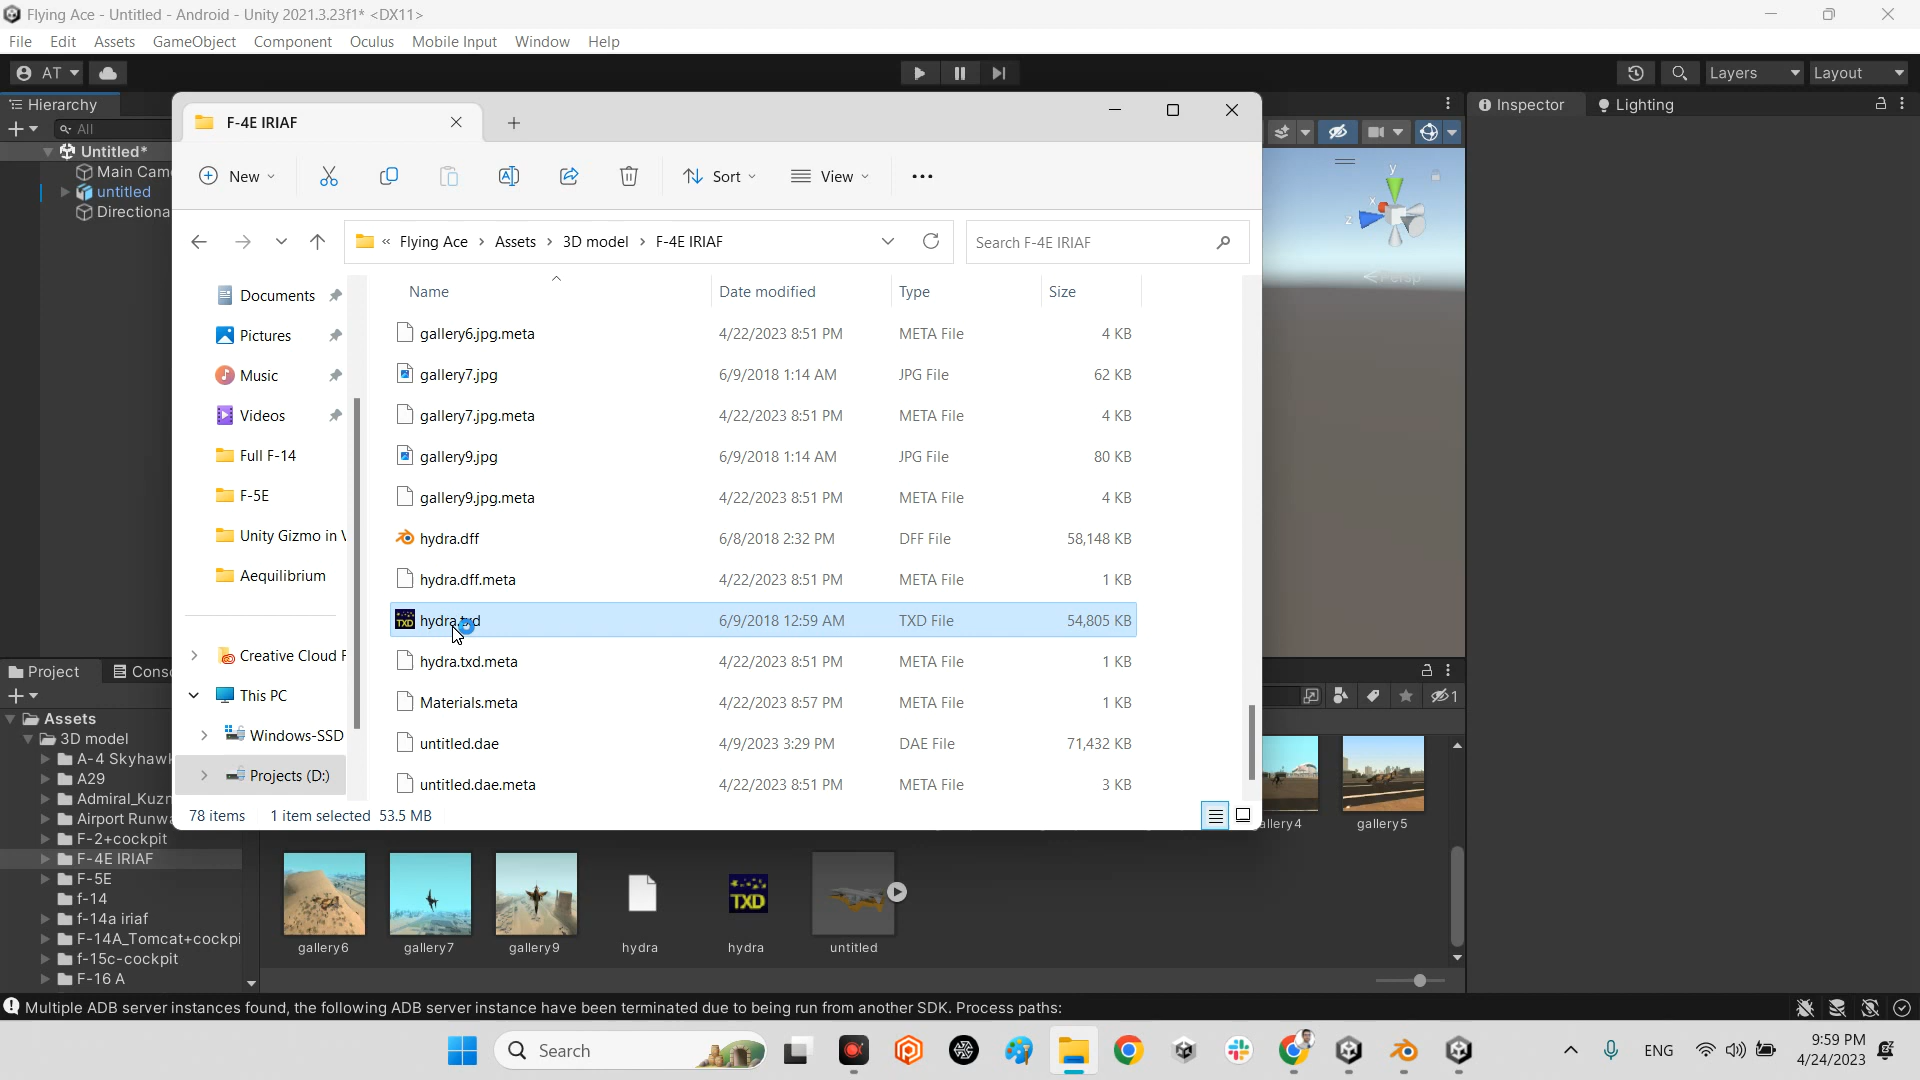 Flying Ace - Untitled - Android - Unity 2021.3.23f1* <DX11>
File Edit Assets GameObject Component Oculus Mobile Input Window Help
AT Layers Layout
Hierarchy
All
Untitled*
Main Cam
untitled
Directiona
F-4E IRIAF
New Sort View
« Flying Ace > Assets > 3D model > F-4E IRIAF
Search F-4E IRIAF
Documents
Pictures
Music
Videos
Full F-14
F-5E
Unity Gizmo in V
Aequilibrium
Creative Cloud F
This PC
Windows-SSD
Projects (D:)
Name Date modified Type Size
gallery6.jpg.meta 4/22/2023 8:51 PM META File 4 KB
gallery7.jpg 6/9/2018 1:14 AM JPG File 62 KB
gallery7.jpg.meta 4/22/2023 8:51 PM META File 4 KB
gallery9.jpg 6/9/2018 1:14 AM JPG File 80 KB
gallery9.jpg.meta 4/22/2023 8:51 PM META File 4 KB
hydra.dff 6/8/2018 2:32 PM DFF File 58,148 KB
hydra.dff.meta 4/22/2023 8:51 PM META File 1 KB
TXD hydra.txd 6/9/2018 12:59 AM TXD File 54,805 KB
hydra.txd.meta 4/22/2023 8:51 PM META File 1 KB
Materials.meta 4/22/2023 8:57 PM META File 1 KB
untitled.dae 4/9/2023 3:29 PM DAE File 71,432 KB
untitled.dae.meta 4/22/2023 8:51 PM META File 3 KB
78 items 1 item selected 53.5 MB
Inspector Lighting
y
x
z
Persp
1
Project Conso
Assets
3D model
A-4 Skyhawk
A29
Admiral_Kuzn
Airport Runwa
F-2+cockpit
F-4E IRIAF
F-5E
f-14
f-14a iriaf
F-14A_Tomcat+cockpi
f-15c-cockpit
F-16 A
allery4 gallery5
TXD
gallery6 gallery7 gallery9 hydra hydra untitled
Multiple ADB server instances found, the following ADB server instance have been terminated due to being run from another SDK. Process paths:
Search
ENG
9:59 PM
4/24/2023